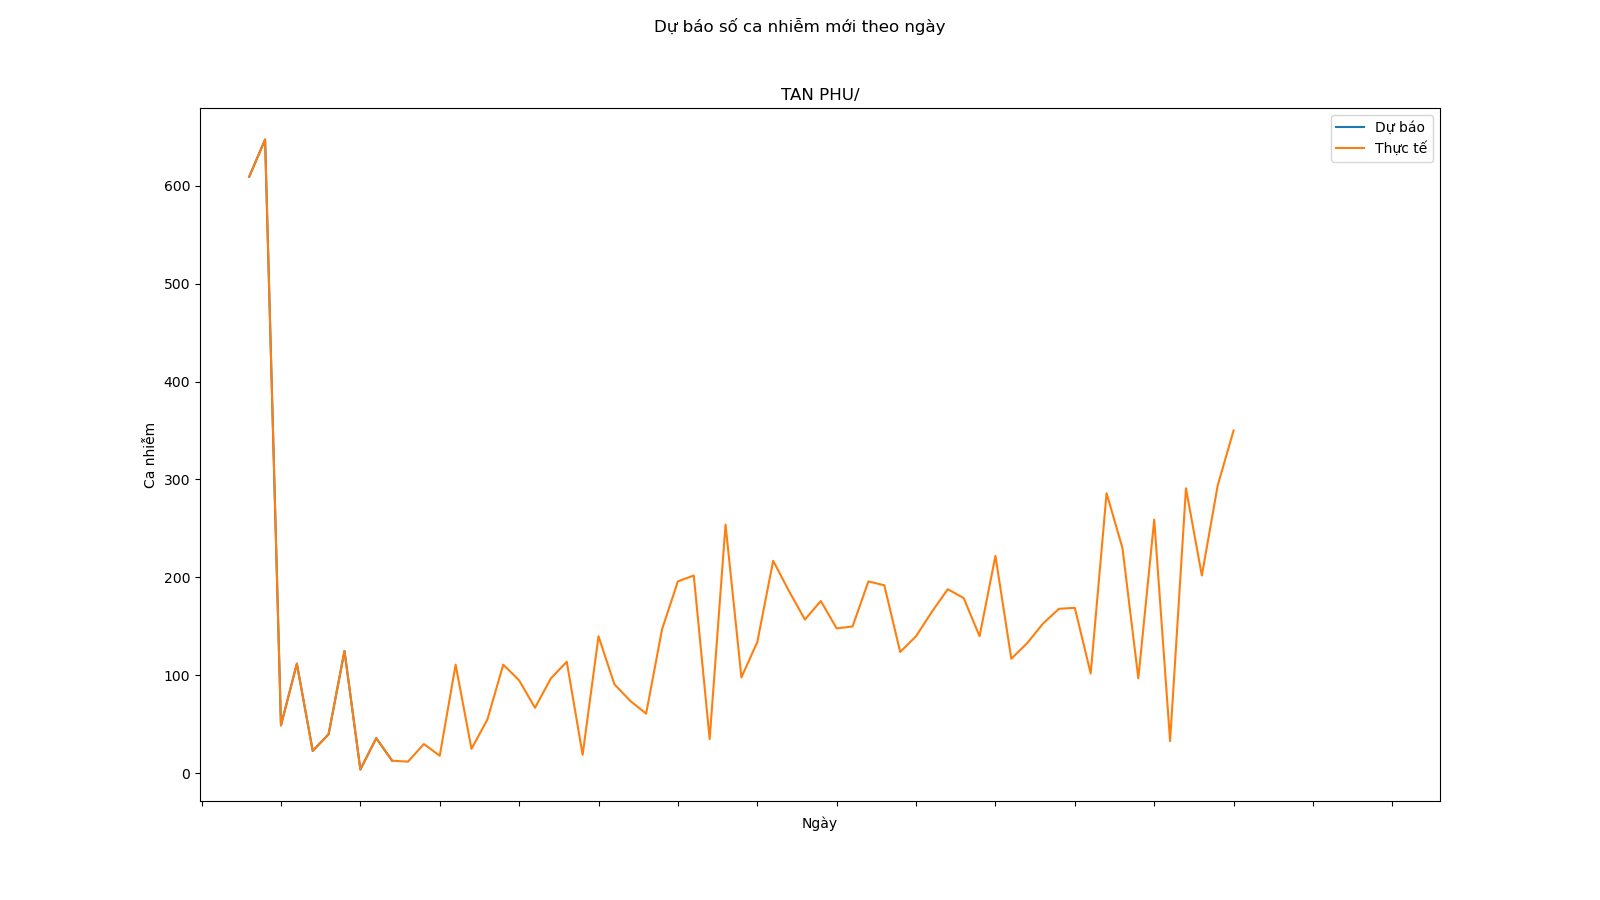 Dự báo số ca nhiễm mới theo ngày
TAN PHU/
Dự báo
Thực tế
600
500
400
300
200
100
0
Ca nhiễm
Ngày